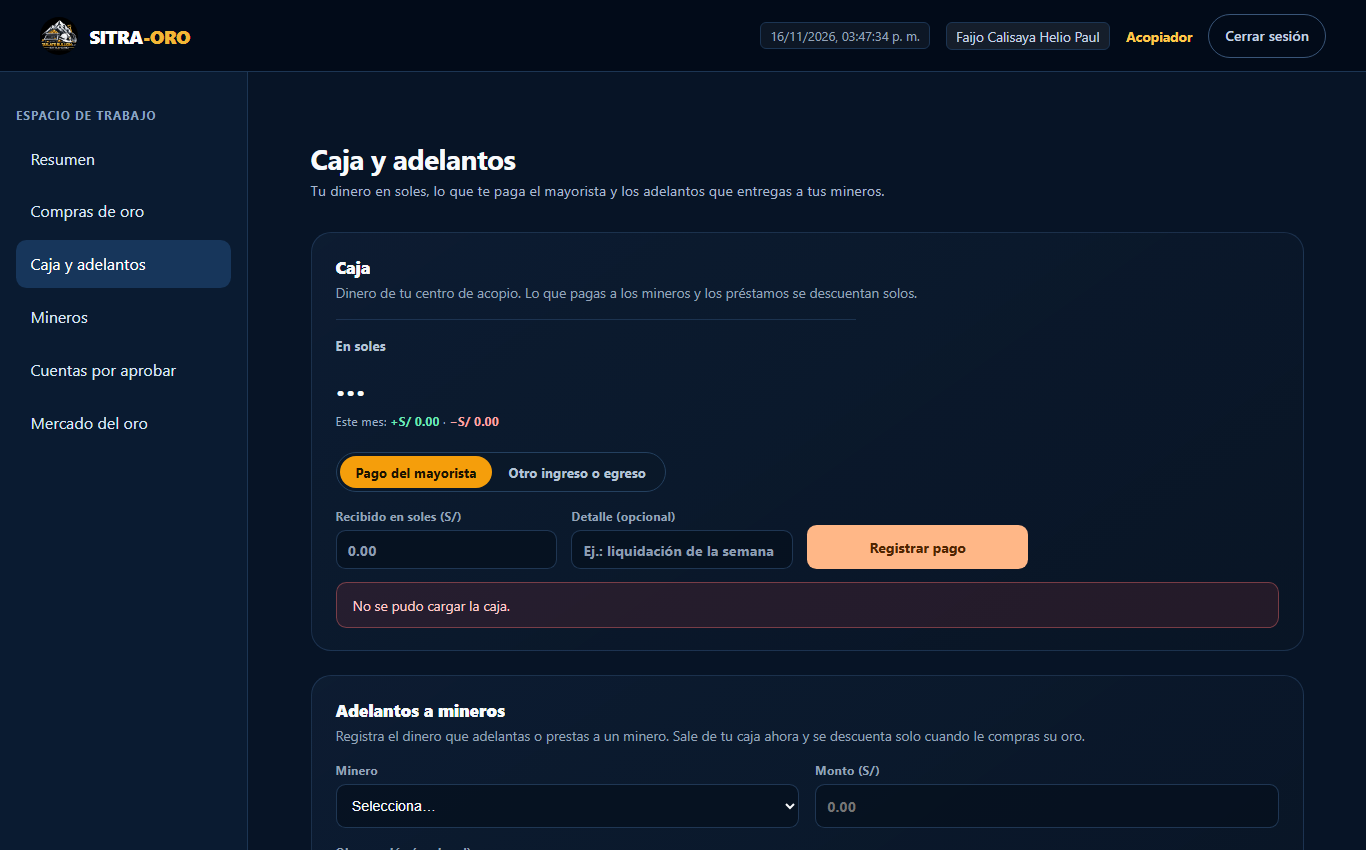 SITRA-ORO
16/11/2026, 03:47:34 p. m.
Faijo Calisaya Helio Paul
Acopiador
Cerrar sesión
ESPACIO DE TRABAJO
Resumen
Compras de oro
Caja y adelantos
Mineros
Cuentas por aprobar
Mercado del oro
Caja y adelantos
Tu dinero en soles, lo que te paga el mayorista y los adelantos que entregas a tus mineros.
Caja
Dinero de tu centro de acopio. Lo que pagas a los mineros y los préstamos se descuentan solos.
En soles
...
Este mes: +S/ 0.00 · −S/ 0.00
Pago del mayorista
Otro ingreso o egreso
Recibido en soles (S/)
Detalle (opcional)
0.00
Ej.: liquidación de la semana
Registrar pago
No se pudo cargar la caja.
Adelantos a mineros
Registra el dinero que adelantas o prestas a un minero. Sale de tu caja ahora y se descuenta solo cuando le compras su oro.
Minero
Monto (S/)
Selecciona...
0.00